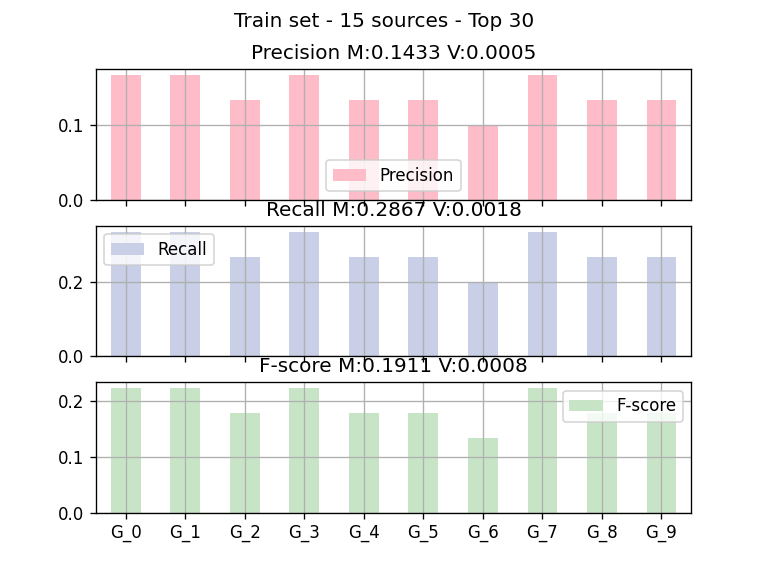 Train set - 15 sources - Top 30
Precision M:0.1433 V:0.0005
0.1
0.0
Precision
Recall M:0.2867 V:0.0018
0.2
0.0
Recall
F-score M:0.1911 V:0.0008
0.2
0.1
0.0
F-score
G_0 G_1 G_2 G_3 G_4 G_5 G_6 G_7 G_8 G_9